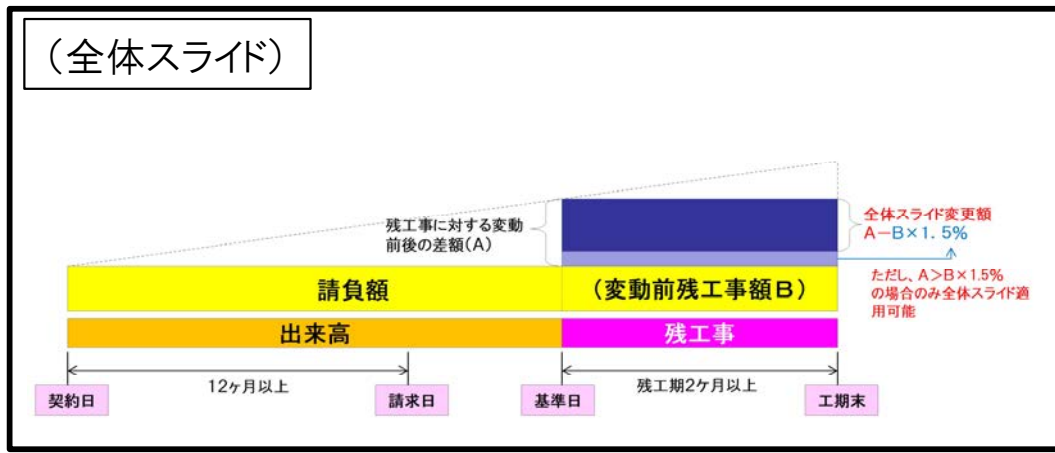 （全体スライド）
残工事に対する変動
前後の差額(A)
全体スライド変更額
A－B×1．5%
ただし、A＞B×1.5%
の場合のみ全体スライド適
用可能
請負額
（変動前残工事額B）
出来高
残工事
12ヶ月以上
残工期2ヶ月以上
契約日
請求日
基準日
工期末